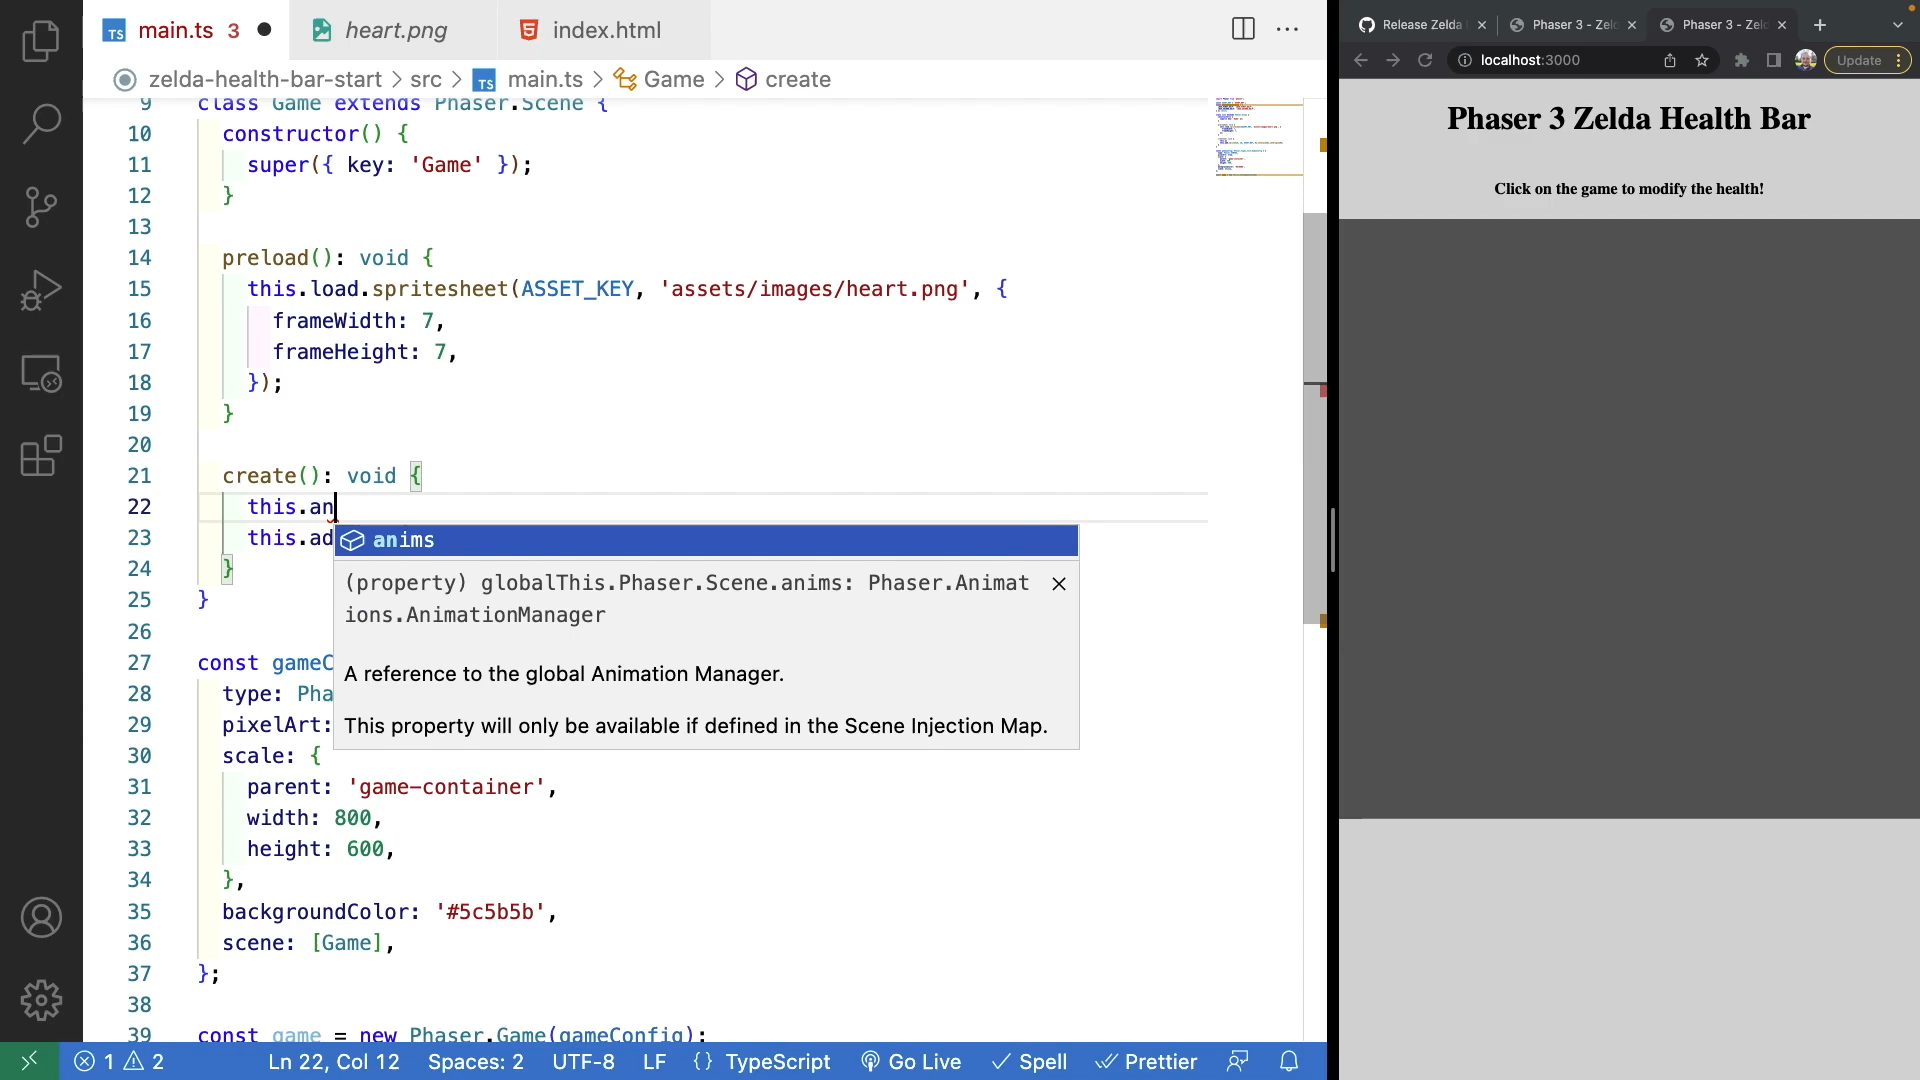 main.ts 3 ● heart.png index.html
zelda-health-bar-start > src > main.ts > Game > create
9 class Game extends Phaser.Scene {
10 constructor() {
11 super({ key: 'Game' });
12 }
13
14 preload(): void {
15 this.load.spritesheet(ASSET_KEY, 'assets/images/heart.png', {
16 frameWidth: 7,
17 frameHeight: 7,
18 });
19 }
20
21 create(): void {
22 this.an
23 this.ad
24 }
25 }
26
27 const gameC
28 type: Pha
29 pixelArt:
30 scale: {
31 parent: 'game-container',
32 width: 800,
33 height: 600,
34 },
35 backgroundColor: '#5c5b5b',
36 scene: [Game],
37 };
38
39 const game = new Phaser.Game(gameConfig);
anims
(property) globalThis.Phaser.Scene.anims: Phaser.Animat
ions.AnimationManager
A reference to the global Animation Manager.
This property will only be available if defined in the Scene Injection Map.
1 2 Ln 22, Col 12 Spaces: 2 UTF-8 LF {} TypeScript Go Live Spell Prettier
Release Zelda Phaser 3 - Zel Phaser 3 - Zel
localhost:3000 Update
Phaser 3 Zelda Health Bar
Click on the game to modify the health!